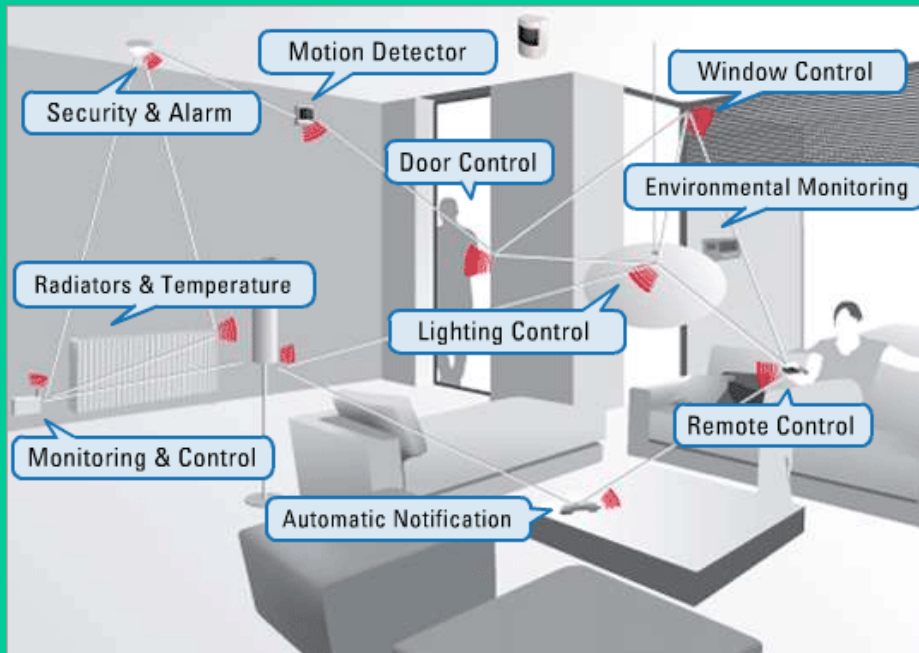 Motion Detector
Window Control
Security & Alarm
Door Control
Environmental Monitoring
Radiators & Temperature
Lighting Control
Remote Control
Monitoring & Control
Automatic Notification